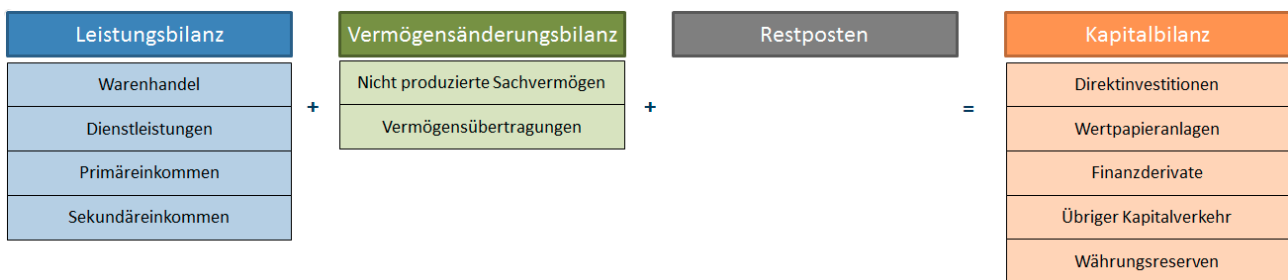 Leistungsbilanz
Warenhandel
Dienstleistungen
Primäreinkommen
Sekundäreinkommen
+
Vermögensänderungsbilanz
Nicht produzierte Sachvermögen
Vermögensübertragungen
+
Restposten
=
Kapitalbilanz
Direktinvestitionen
Wertpapieranlagen
Finanzderivate
Übriger Kapitalverkehr
Währungsreserven